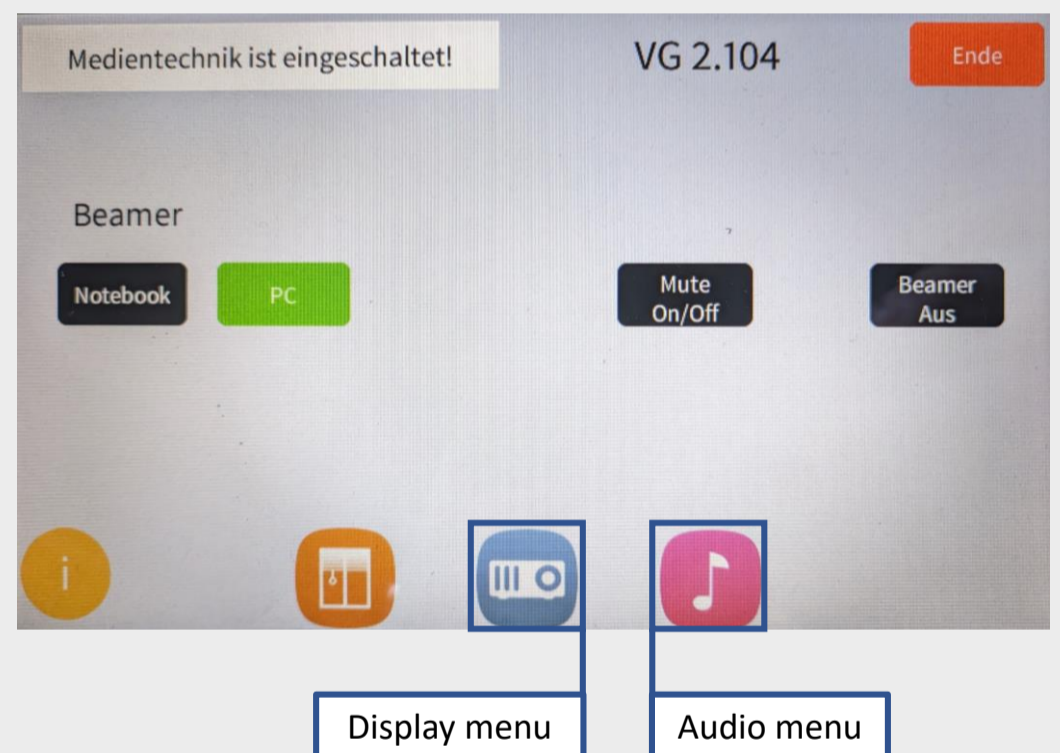 Medientechnik ist eingeschaltet!
VG 2.104
Ende
Beamer
Notebook
PC
Mute
On/Off
Beamer
Aus
i
Display menu
Audio menu